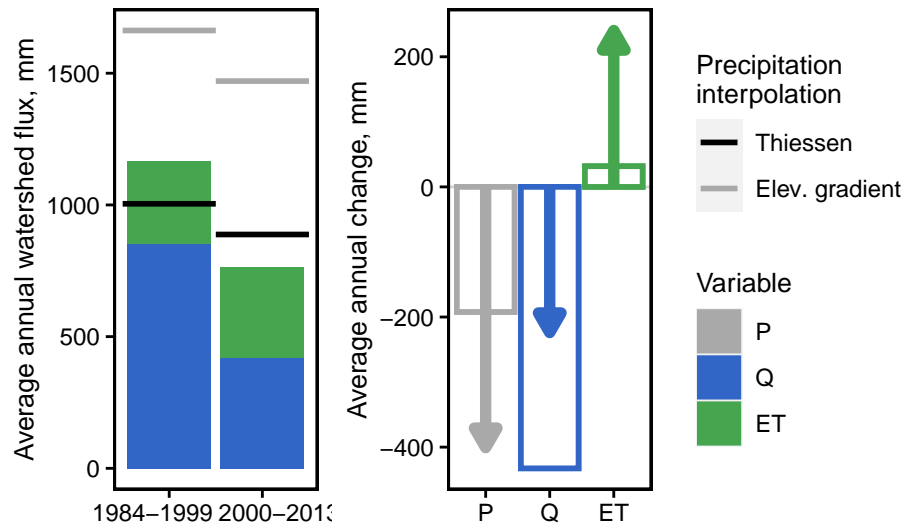 Average annual watershed flux, mm
1500
1000
500
0
1984–1999
2000–2013
Average annual change, mm
200
0
−200
−400
P
Q
ET
Precipitation
interpolation
Thiessen
Elev. gradient
Variable
P
Q
ET